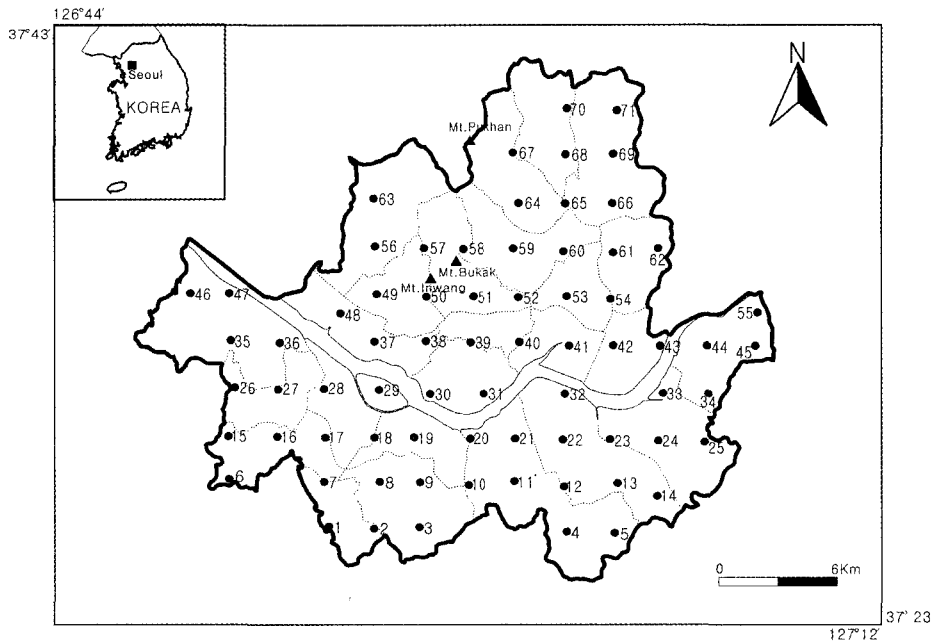 126°44'
37°43'
Seoul
KOREA
N
Mt.Pukhan
70 71
67 68 69
63 64 65 66
56 57 58 59 60 61 62
Mt.Bukak
Mt.Inwang
46 47 48 49 50 51 52 53 54 55
35 36 37 38 39 40 41 42 43 44 45
26 27 28 29 30 31 32 33 34
15 16 17 18 19 20 21 22 23 24 25
6 7 8 9 10 11 12 13 14
1 2 3 4 5
0 6Km
37°23
127°12'